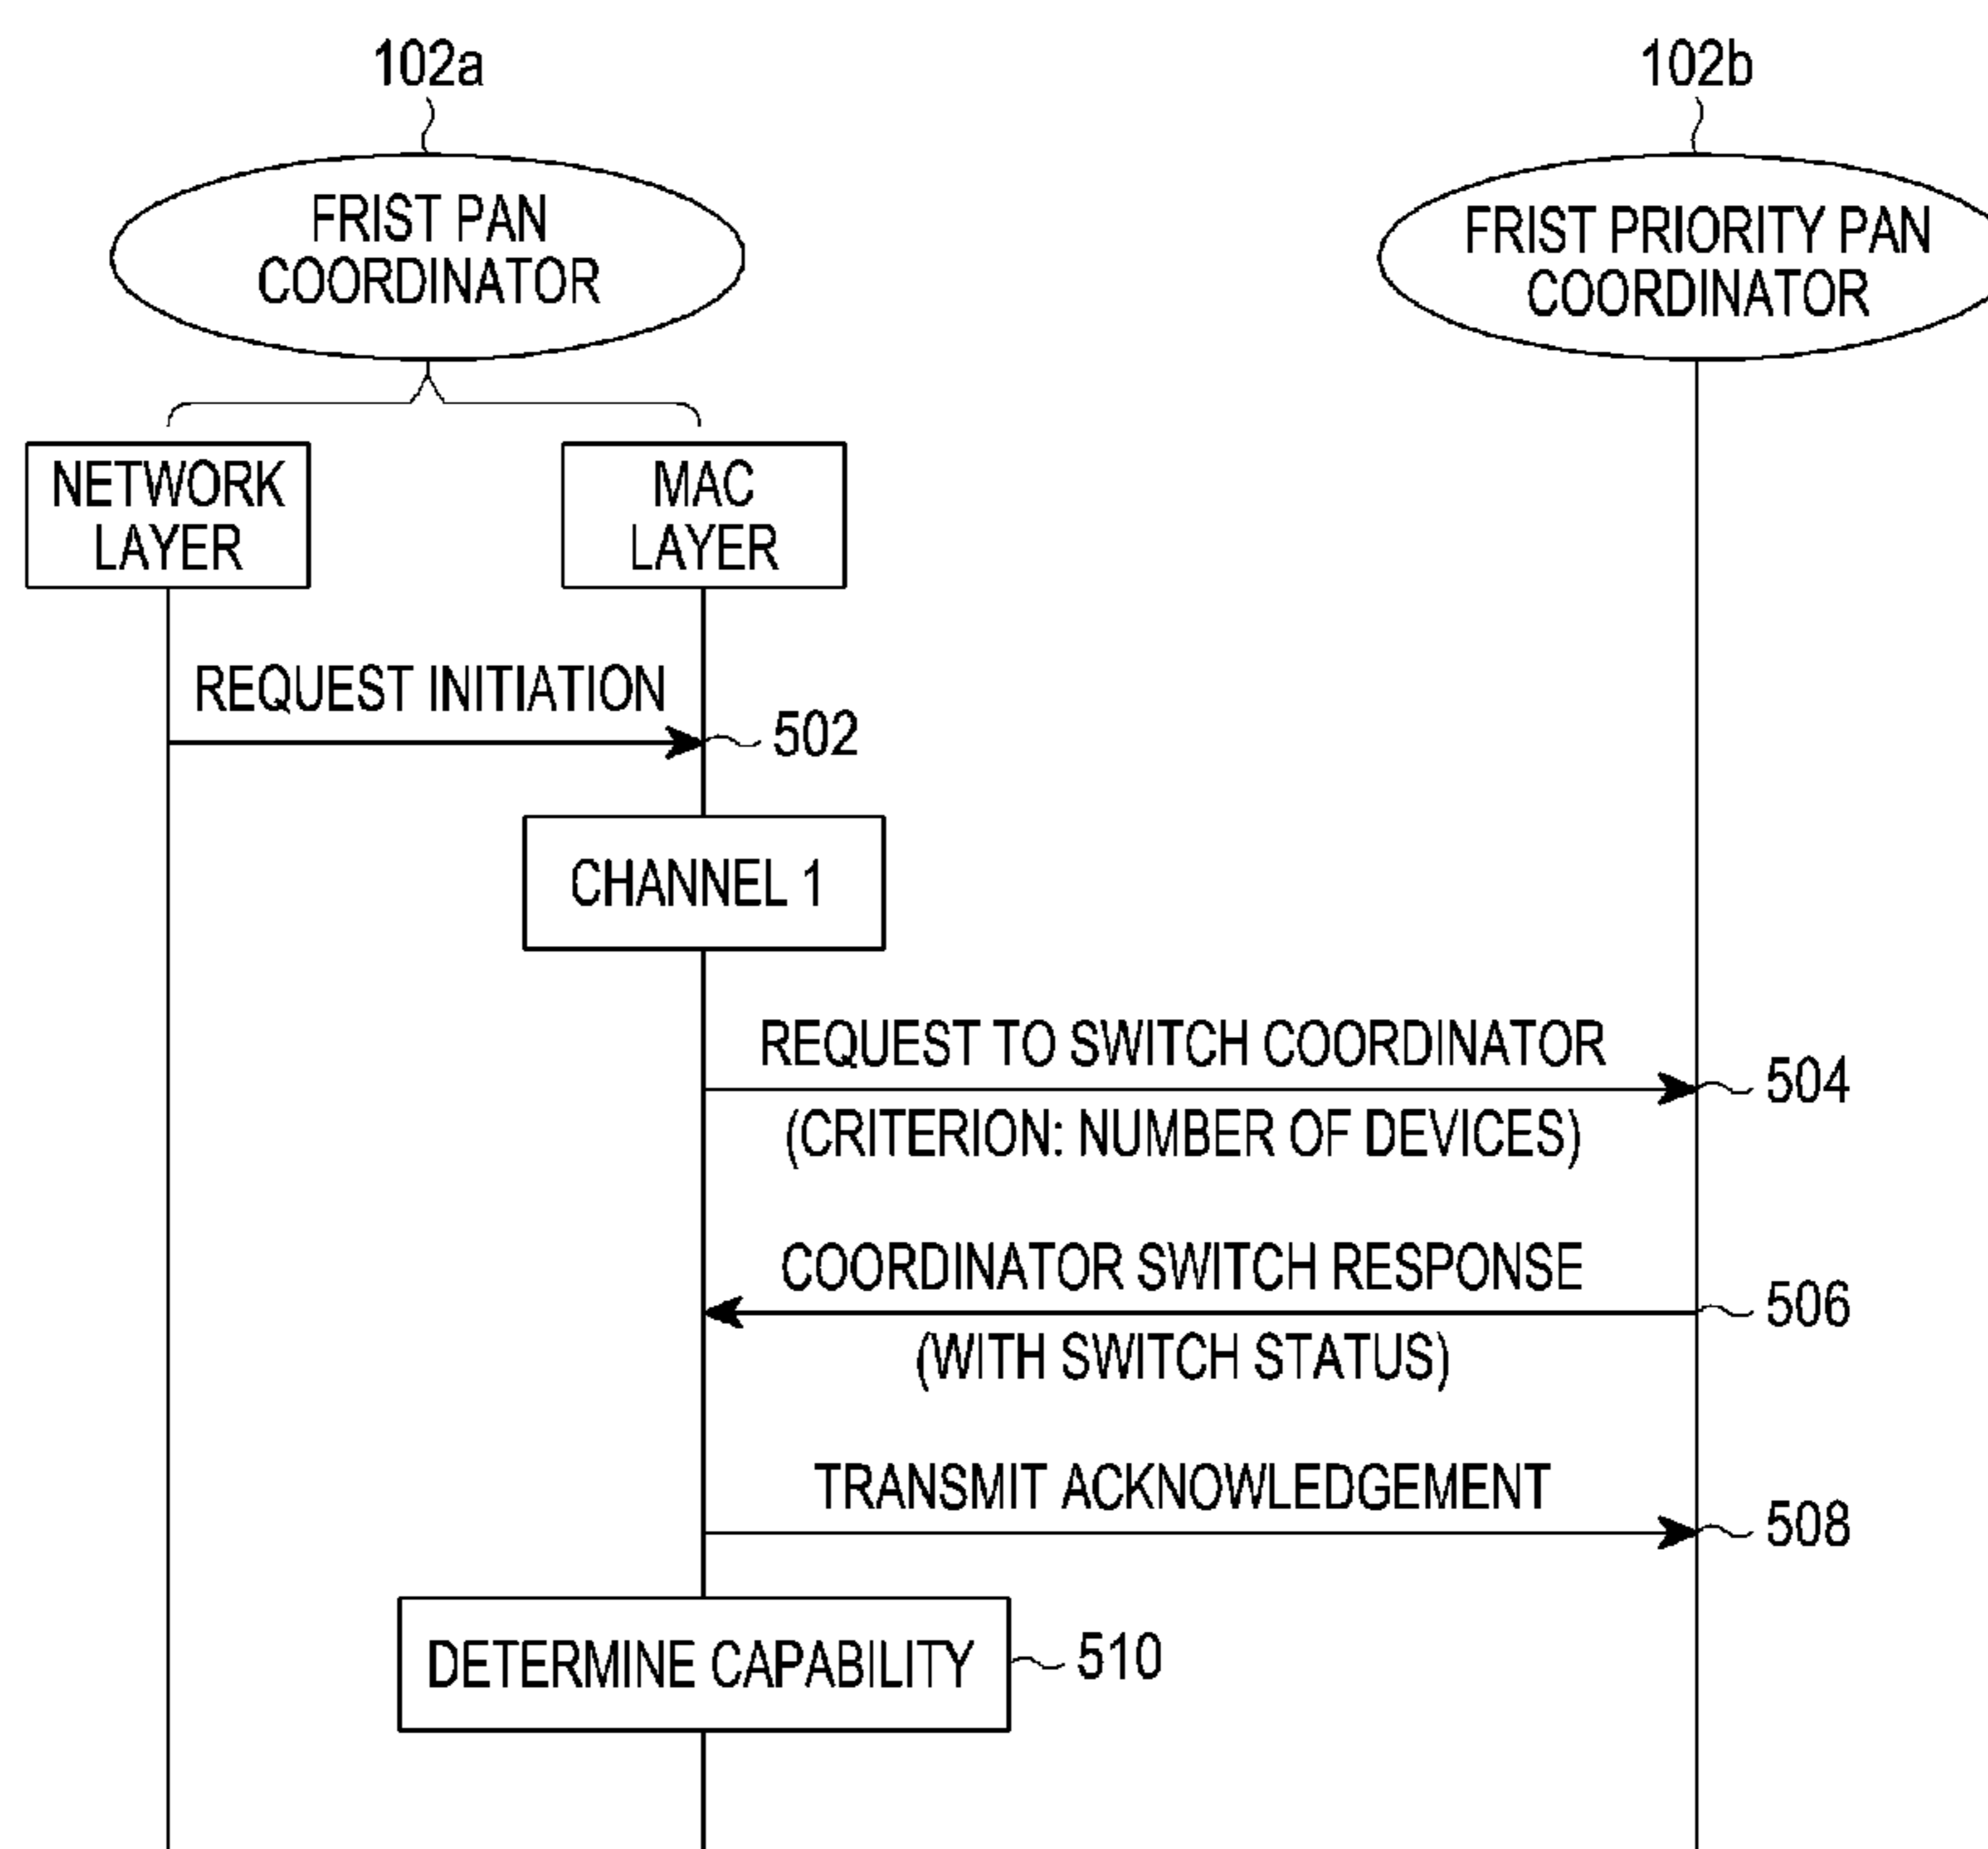 102a
102b
FRIST PAN
COORDINATOR
FRIST PRIORITY PAN
COORDINATOR
NETWORK
LAYER
MAC
LAYER
REQUEST INITIATION
502
CHANNEL 1
REQUEST TO SWITCH COORDINATOR
504
(CRITERION: NUMBER OF DEVICES)
COORDINATOR SWITCH RESPONSE
506
(WITH SWITCH STATUS)
TRANSMIT ACKNOWLEDGEMENT
508
DETERMINE CAPABILITY
510